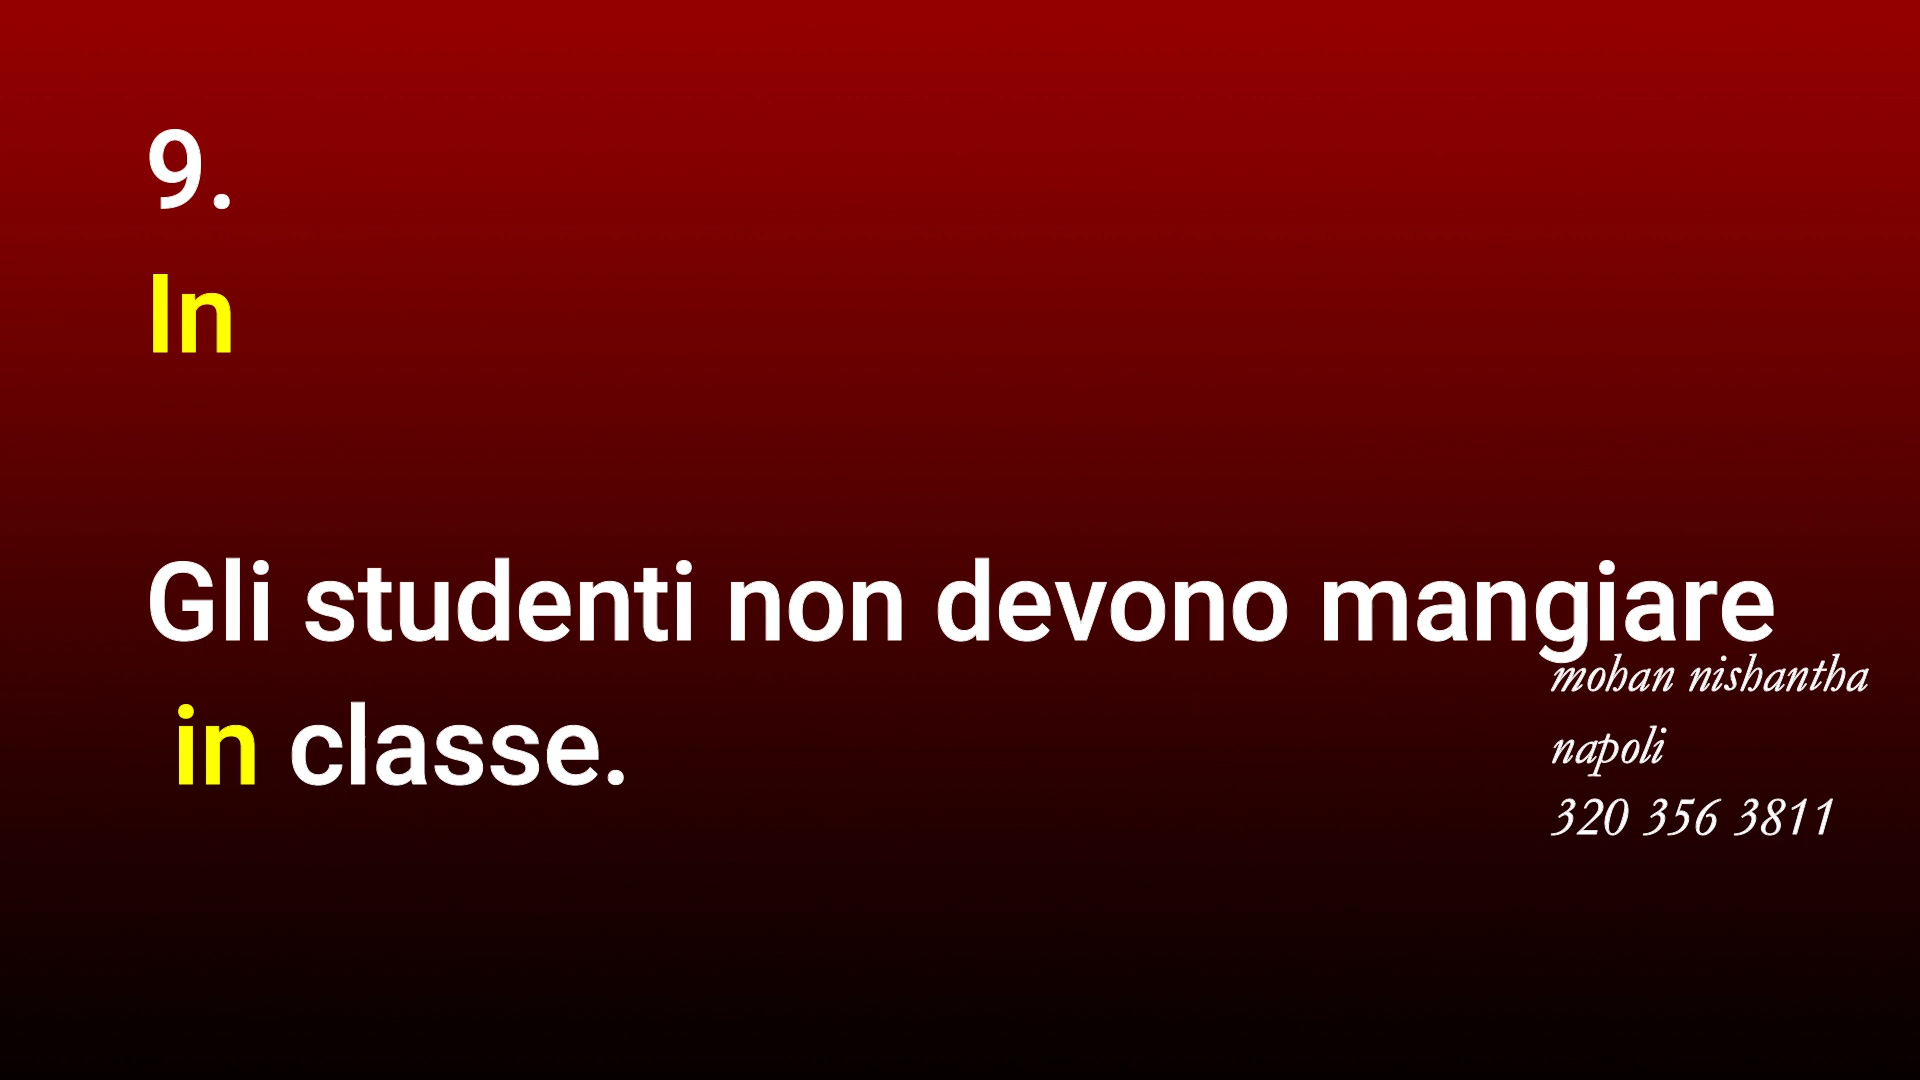 9.
In
Gli studenti non devono mangiare
in classe.
mohan nishantha
napoli
320 356 3811